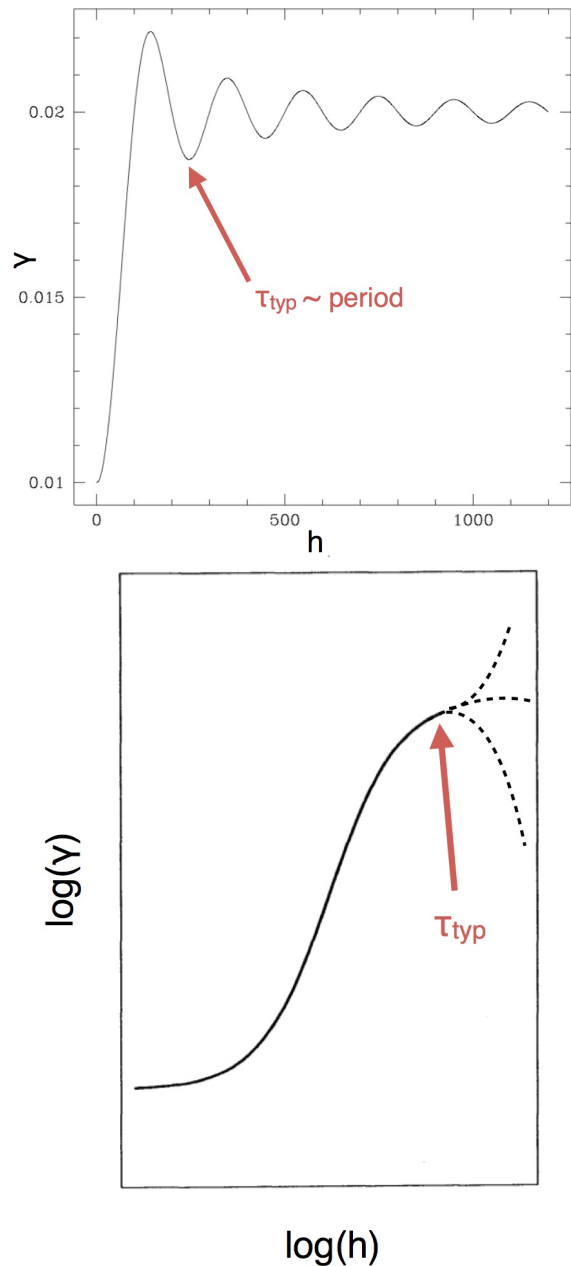 0.02
γ
τtyp ~ period
0.015
0.01
0
500
1000
h
log(γ)
τtyp
log(h)